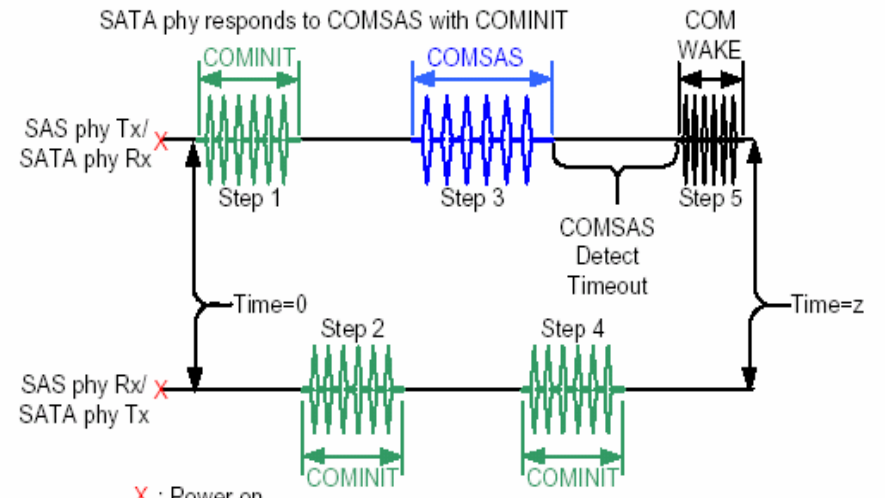 SATA phy responds to COMSAS with COMINIT
COMINIT
COMSAS
COM
WAKE
SAS phy Tx/
SATA phy Rx
X
Step 1
Step 3
Step 5
COMSAS
Detect
Timeout
Time=0
Time=z
Step 2
Step 4
SAS phy Rx/
SATA phy Tx
X
COMINIT
COMINIT
X : Power on